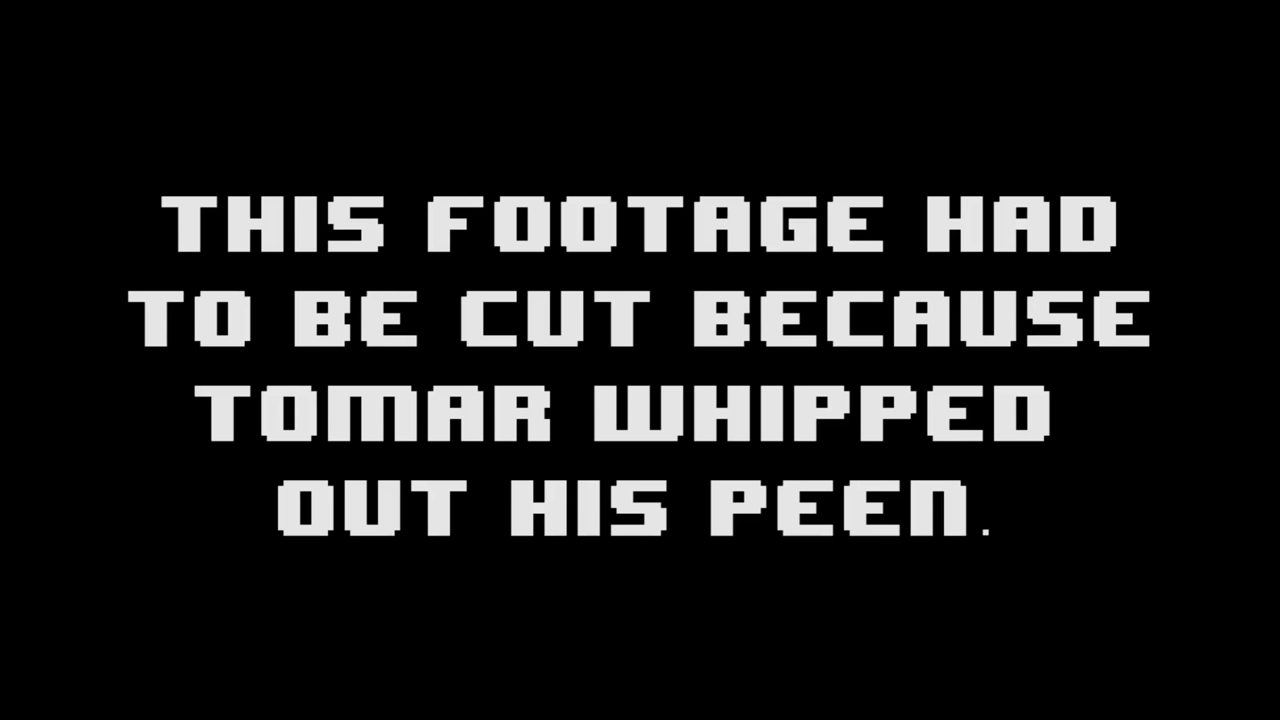 THIS FOOTAGE HAD
TO BE CUT BECAUSE
TOMAR WHIPPED
OUT HIS PEEN.